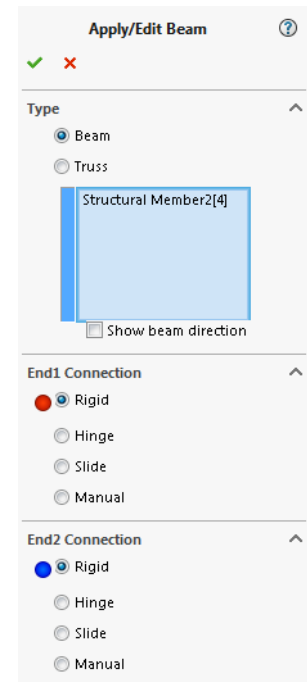 Apply/Edit Beam
Type
Beam
Truss
Structural Member2[4]
Show beam direction
End1 Connection
Rigid
Hinge
Slide
Manual
End2 Connection
Rigid
Hinge
Slide
Manual